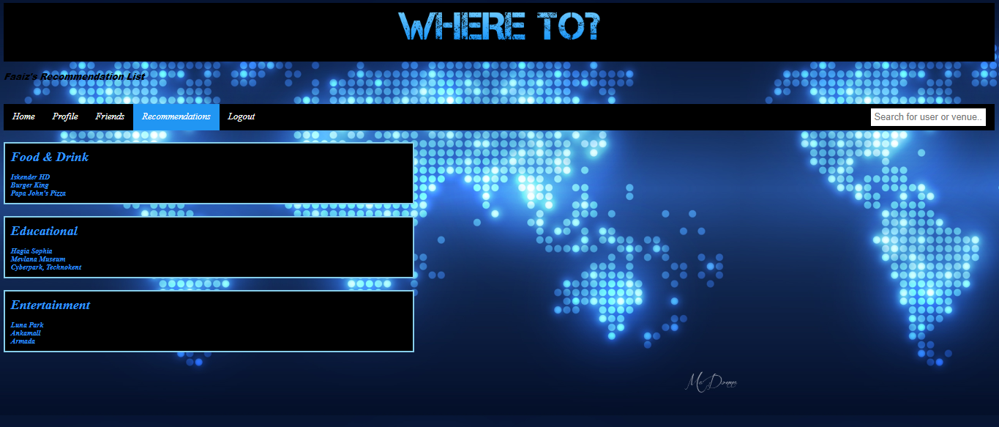 WHERE TO?
Faaiz's Recommendation List
Home Profile Friends Recommendations Logout Search for user or venue..
Food & Drink
Iskender HD
Burger King
Papa John's Pizza
Educational
Hagia Sophia
Mevlana Museum
Cyberpark, Technokent
Entertainment
Luna Park
Ankamall
Armada